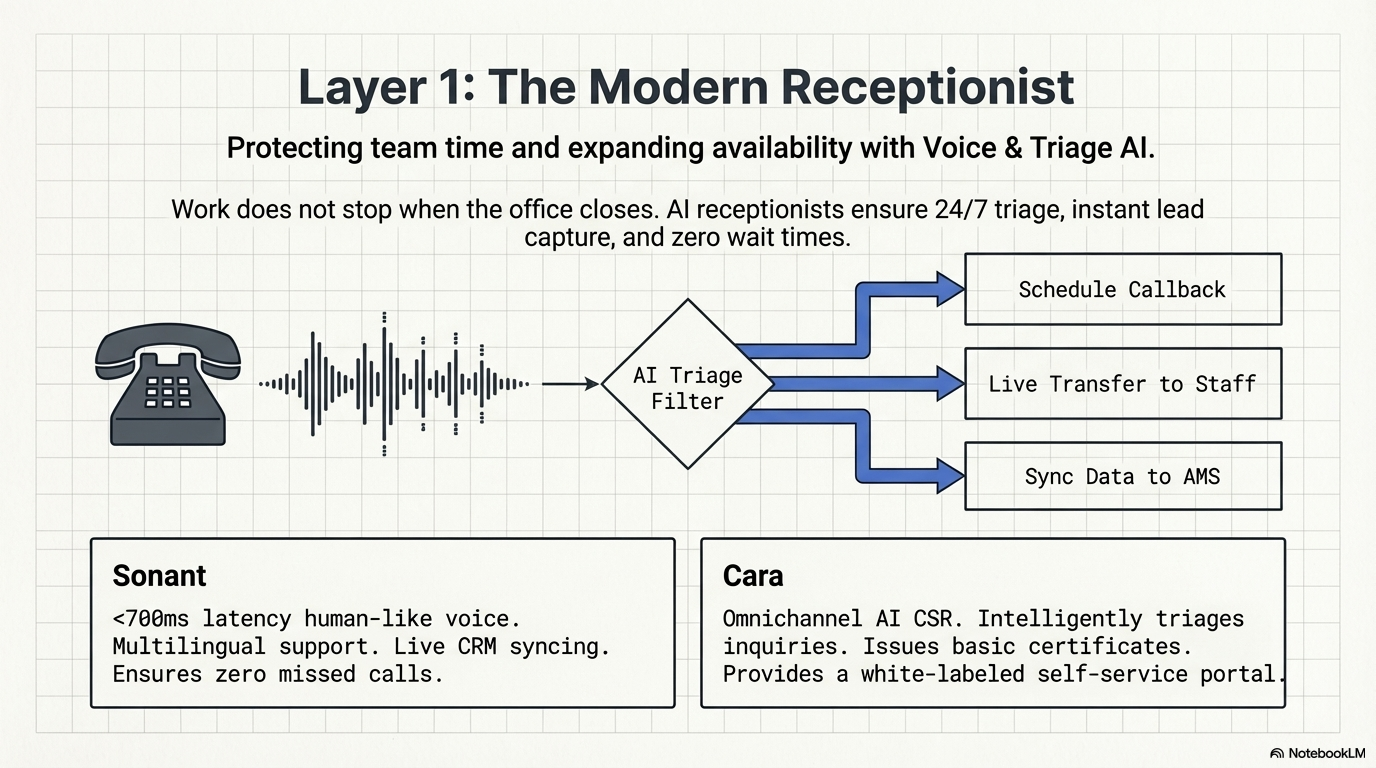 Layer 1: The Modern Receptionist
Protecting team time and expanding availability with Voice & Triage AI.
Work does not stop when the office closes. AI receptionists ensure 24/7 triage, instant lead
capture, and zero wait times.
AI Triage
Filter
Schedule Callback
Live Transfer to Staff
Sync Data to AMS
Sonant
<700ms latency human-like voice.
Multilingual support. Live CRM syncing.
Ensures zero missed calls.
Cara
Omnichannel AI CSR. Intelligently triages
inquiries. Issues basic certificates.
Provides a white-labeled self-service portal.
NotebookLM